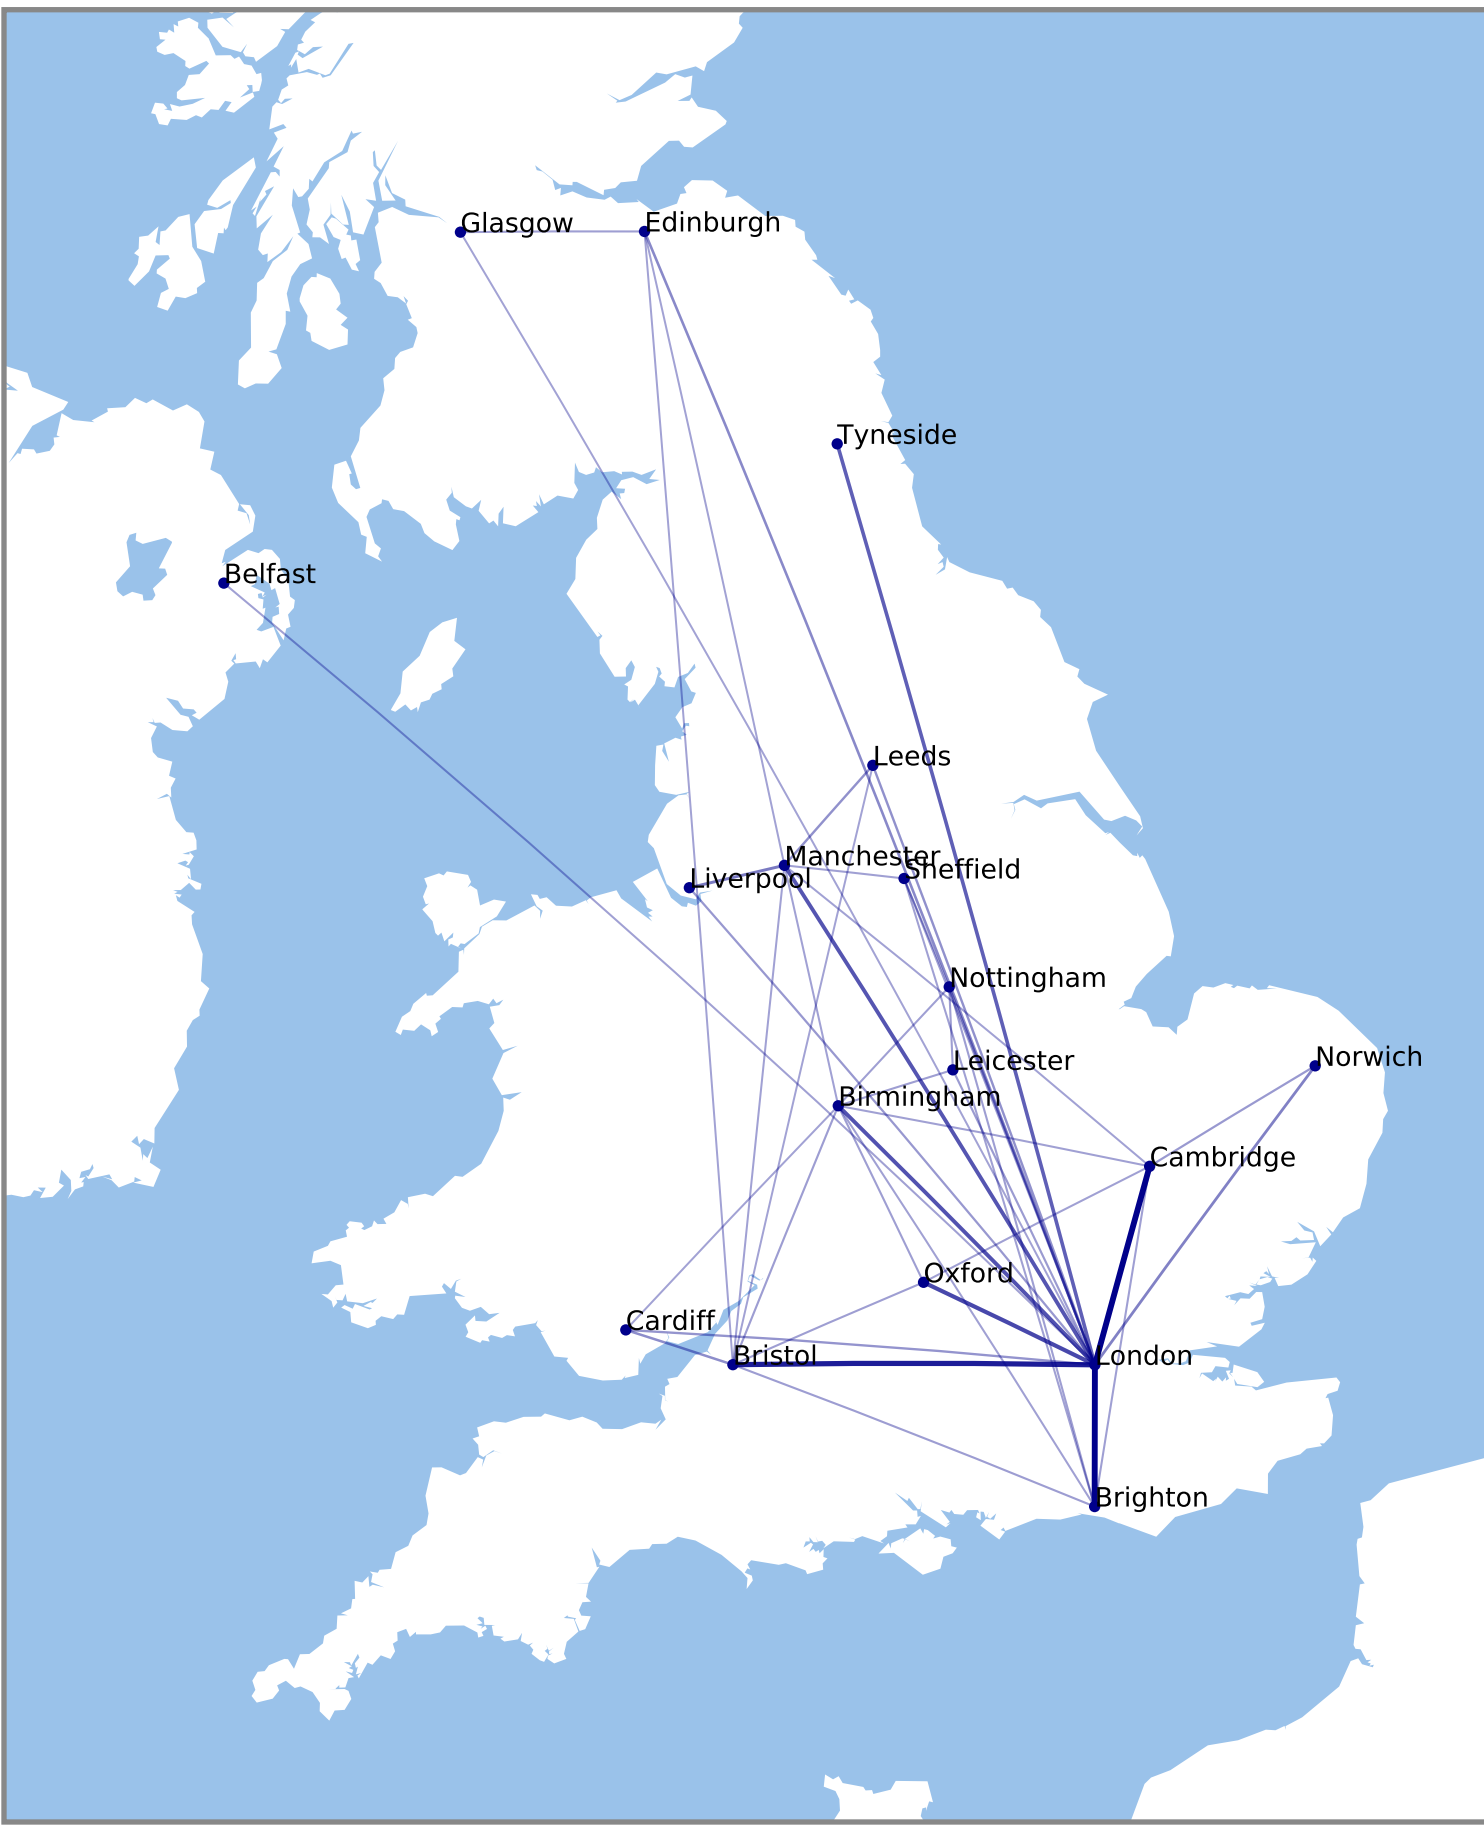 Glasgow
Edinburgh
Tyneside
Belfast
Leeds
Manchester
Sheffield
Liverpool
Nottingham
Leicester
Norwich
Birmingham
Cambridge
Oxford
Cardiff
Bristol
London
Brighton